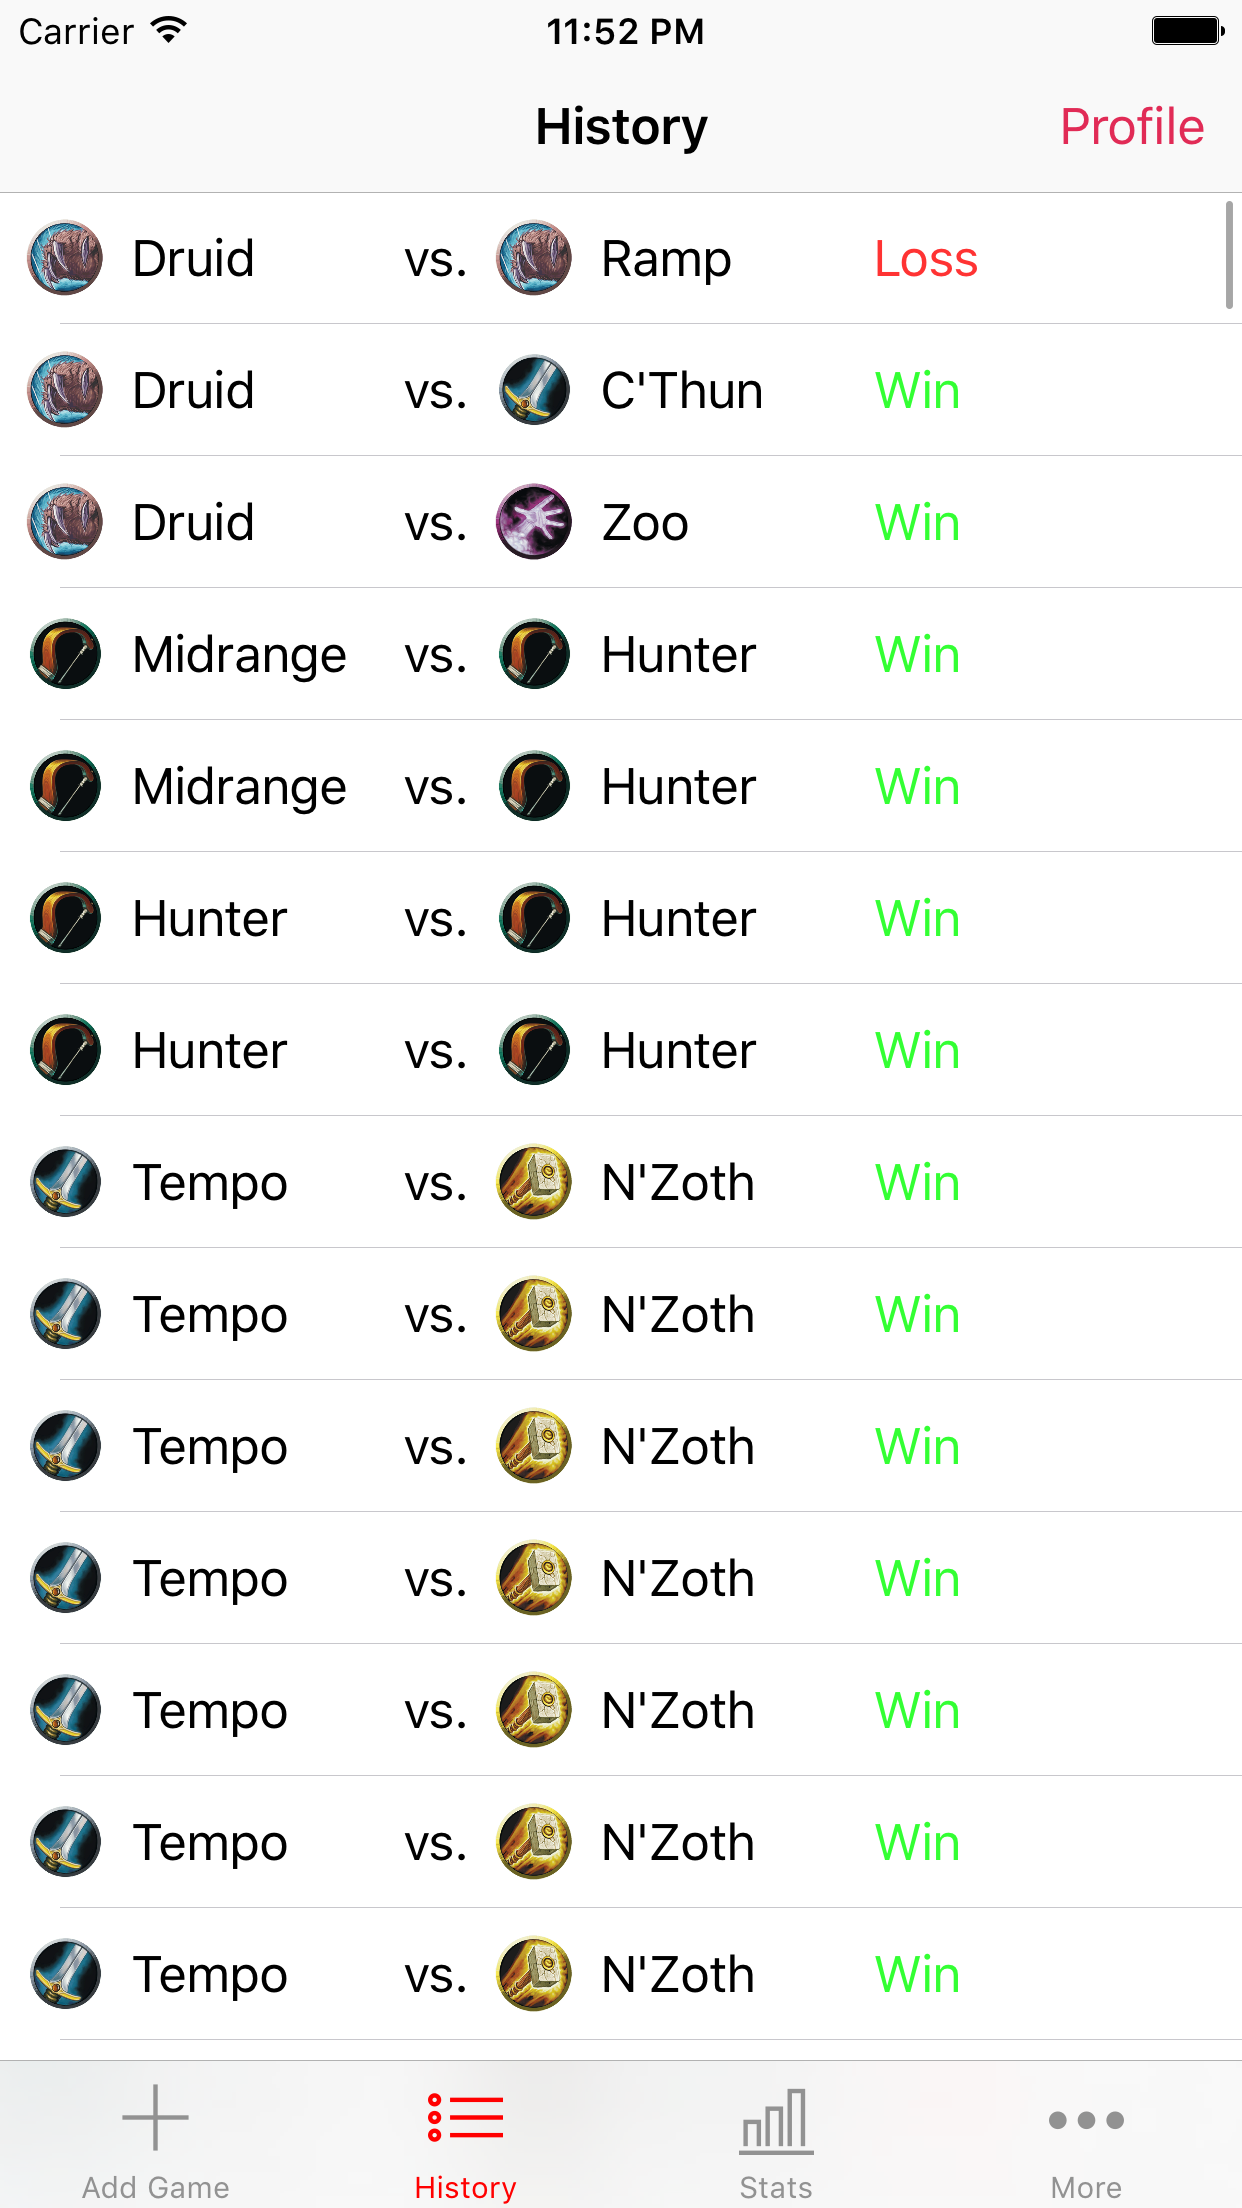 Carrier 11:52 PM
History Profile
Druid vs. Ramp Loss
Druid vs. C'Thun Win
Druid vs. Zoo Win
Midrange vs. Hunter Win
Midrange vs. Hunter Win
Hunter vs. Hunter Win
Hunter vs. Hunter Win
Tempo vs. N'Zoth Win
Tempo vs. N'Zoth Win
Tempo vs. N'Zoth Win
Tempo vs. N'Zoth Win
Tempo vs. N'Zoth Win
Tempo vs. N'Zoth Win
Tempo vs. N'Zoth Win
Add Game History Stats More